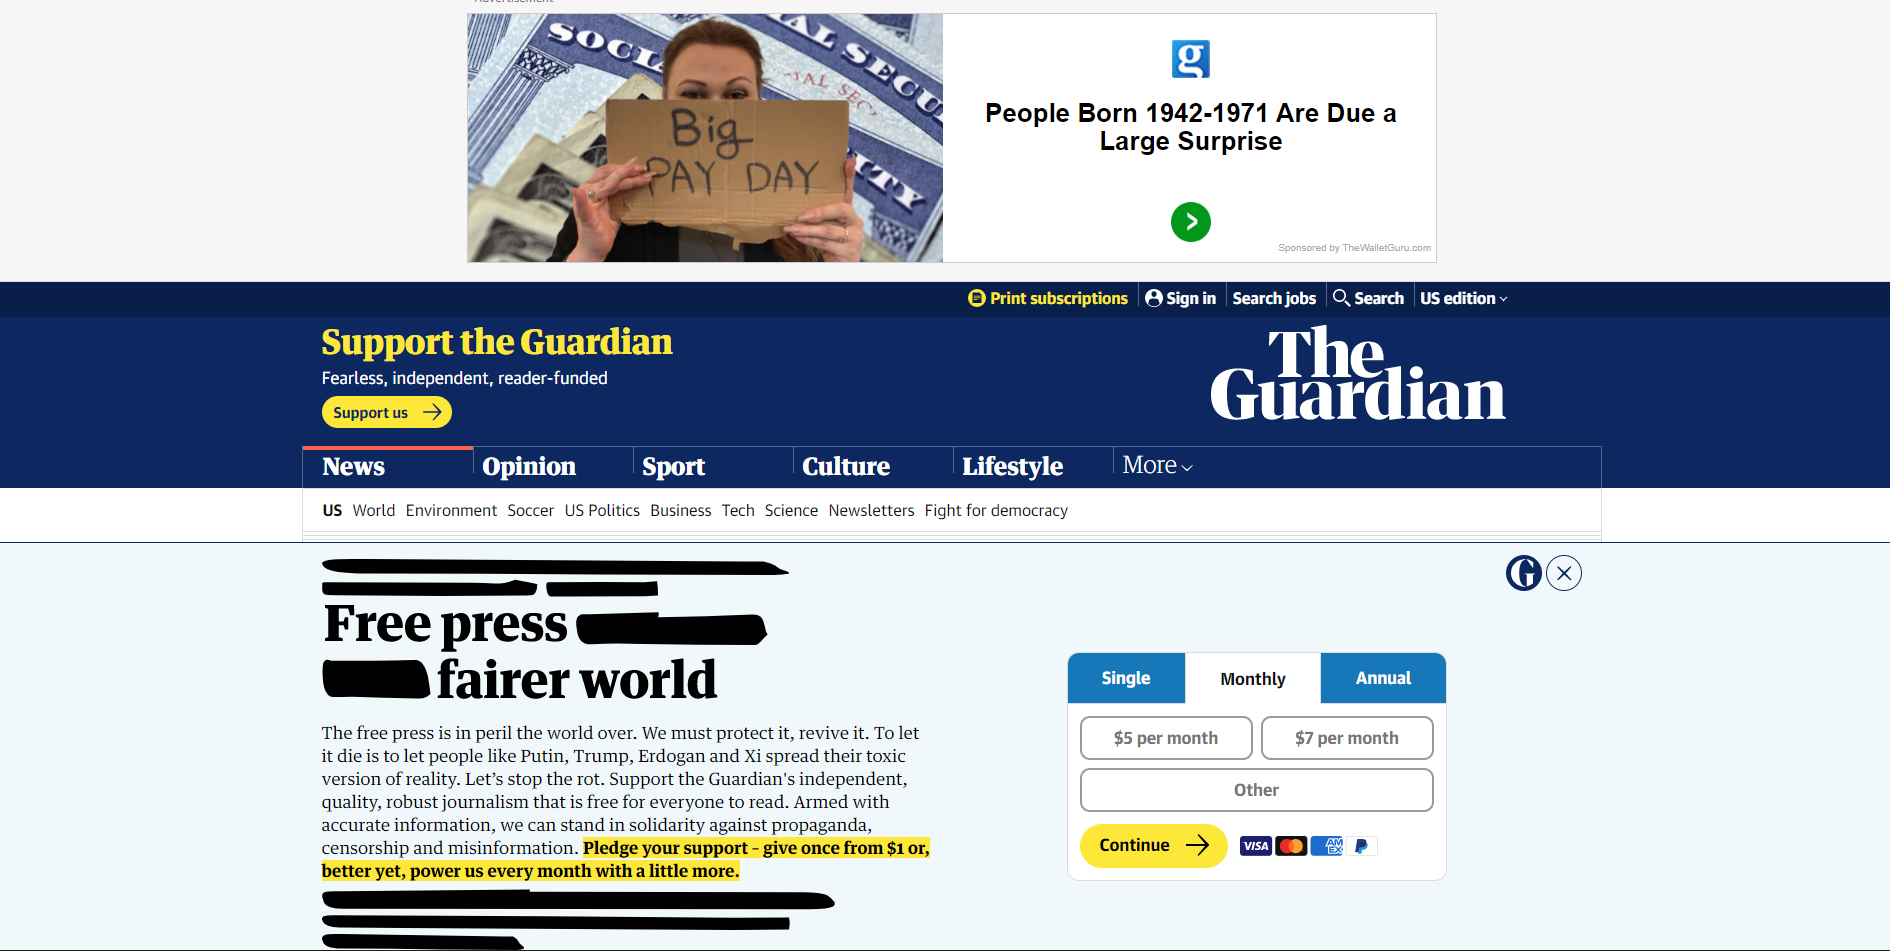 Advertisement
SOCIAL SECURITY
SOCIAL SECURITY
Big
PAY DAY
People Born 1942-1971 Are Due a
Large Surprise
Sponsored by TheWalletGuru.com
Print subscriptions Sign in Search jobs Search US edition
Support the Guardian
Fearless, independent, reader-funded
Support us
The
Guardian
News Opinion Sport Culture Lifestyle More
US World Environment Soccer US Politics Business Tech Science Newsletters Fight for democracy
Free press
fairer world
The free press is in peril the world over. We must protect it, revive it. To let
it die is to let people like Putin, Trump, Erdogan and Xi spread their toxic
version of reality. Let’s stop the rot. Support the Guardian's independent,
quality, robust journalism that is free for everyone to read. Armed with
accurate information, we can stand in solidarity against propaganda,
censorship and misinformation. Pledge your support – give once from $1 or,
better yet, power us every month with a little more.
Single Monthly Annual
$5 per month $7 per month
Other
Continue VISA AMEX